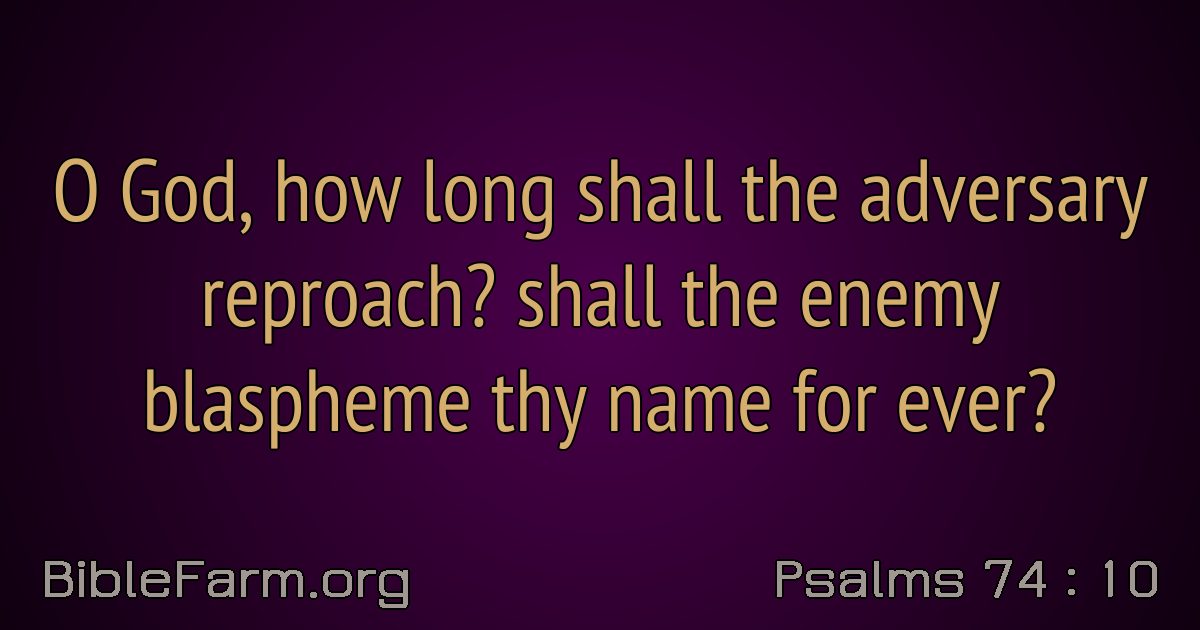 O God, how long shall the adversary
reproach? shall the enemy
blaspheme thy name for ever?
BibleFarm.org
Psalms 74 : 10